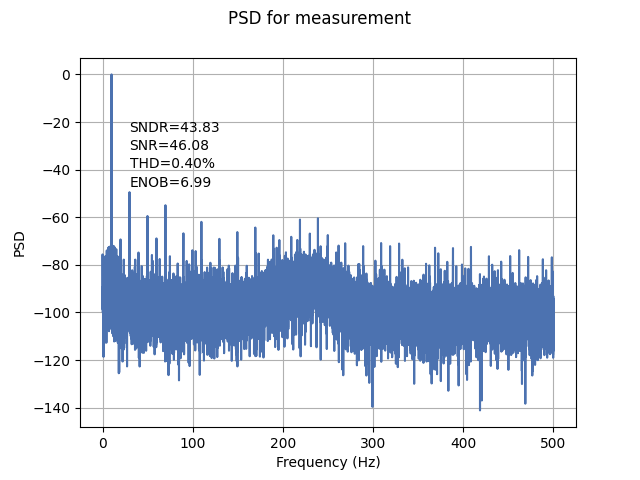 PSD for measurement
0
−20
−40
−60
−80
−100
−120
−140
PSD
SNDR=43.83
SNR=46.08
THD=0.40%
ENOB=6.99
0 100 200 300 400 500
Frequency (Hz)